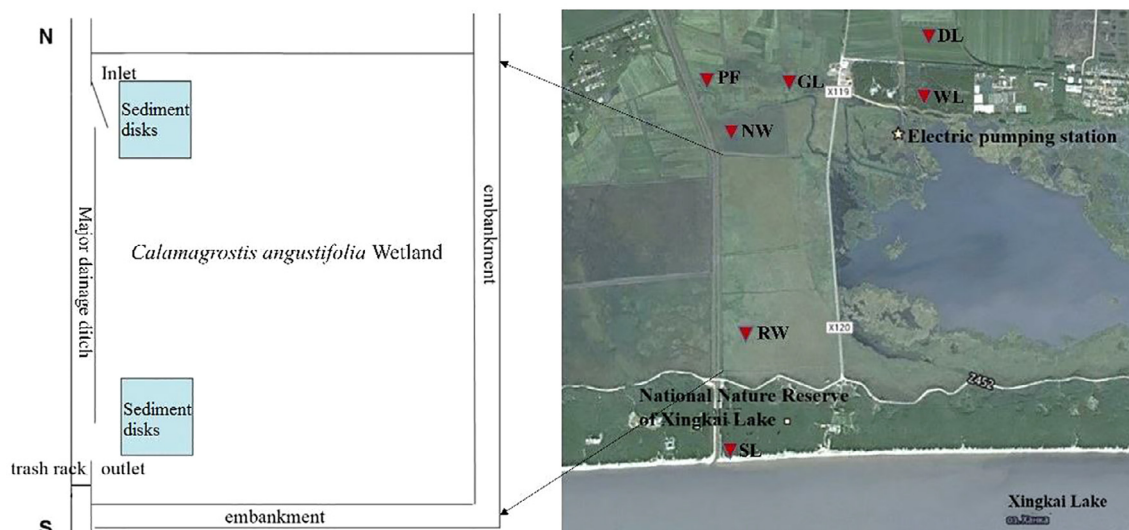 N
Inlet
Sediment
disks
Major dainage ditch
Calamagrostis angustifolia Wetland
embankment
Sediment
disks
trash rack
outlet
embankment
S
DL
PF
GL
X119
WL
NW
Electric pumping station
RW
X120
Z452
National Nature Reserve
of Xingkai Lake
SL
Xingkai Lake